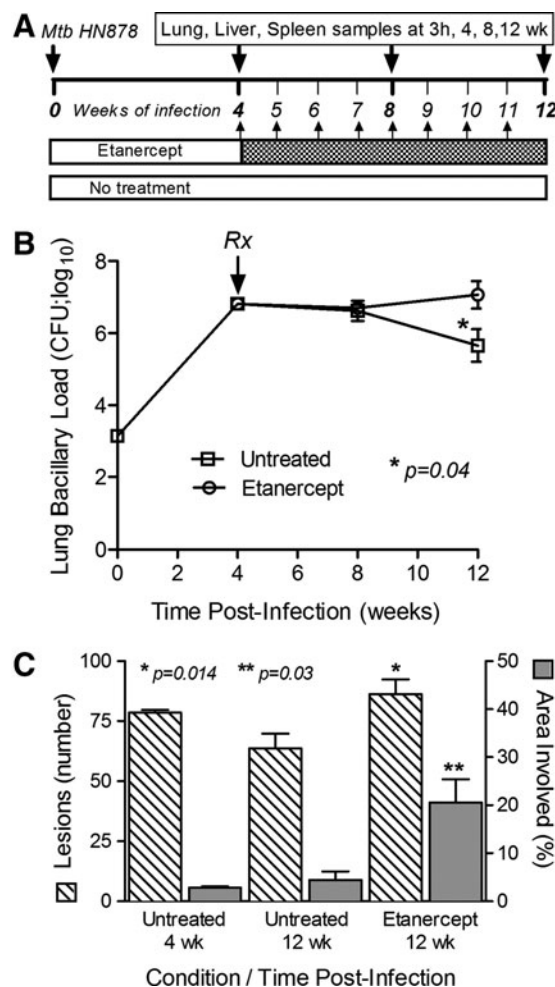 A
Mtb HN878
Lung, Liver, Spleen samples at 3h, 4, 8,12 wk
0 Weeks of infection 4 5 6 7 8 9 10 11 12
Etanercept
No treatment
B
Rx
Lung Bacillary Load (CFU;log10)
8
6
4
2
0
*
Untreated
Etanercept
* p=0.04
0 2 4 6 8 10 12
Time Post-Infection (weeks)
C
Lesions (number)
100
75
50
25
0
* p=0.014 ** p=0.03
*
**
50
40
30
20
10
0
Area Involved (%)
Untreated Untreated Etanercept
4 wk 12 wk 12 wk
Condition / Time Post-Infection